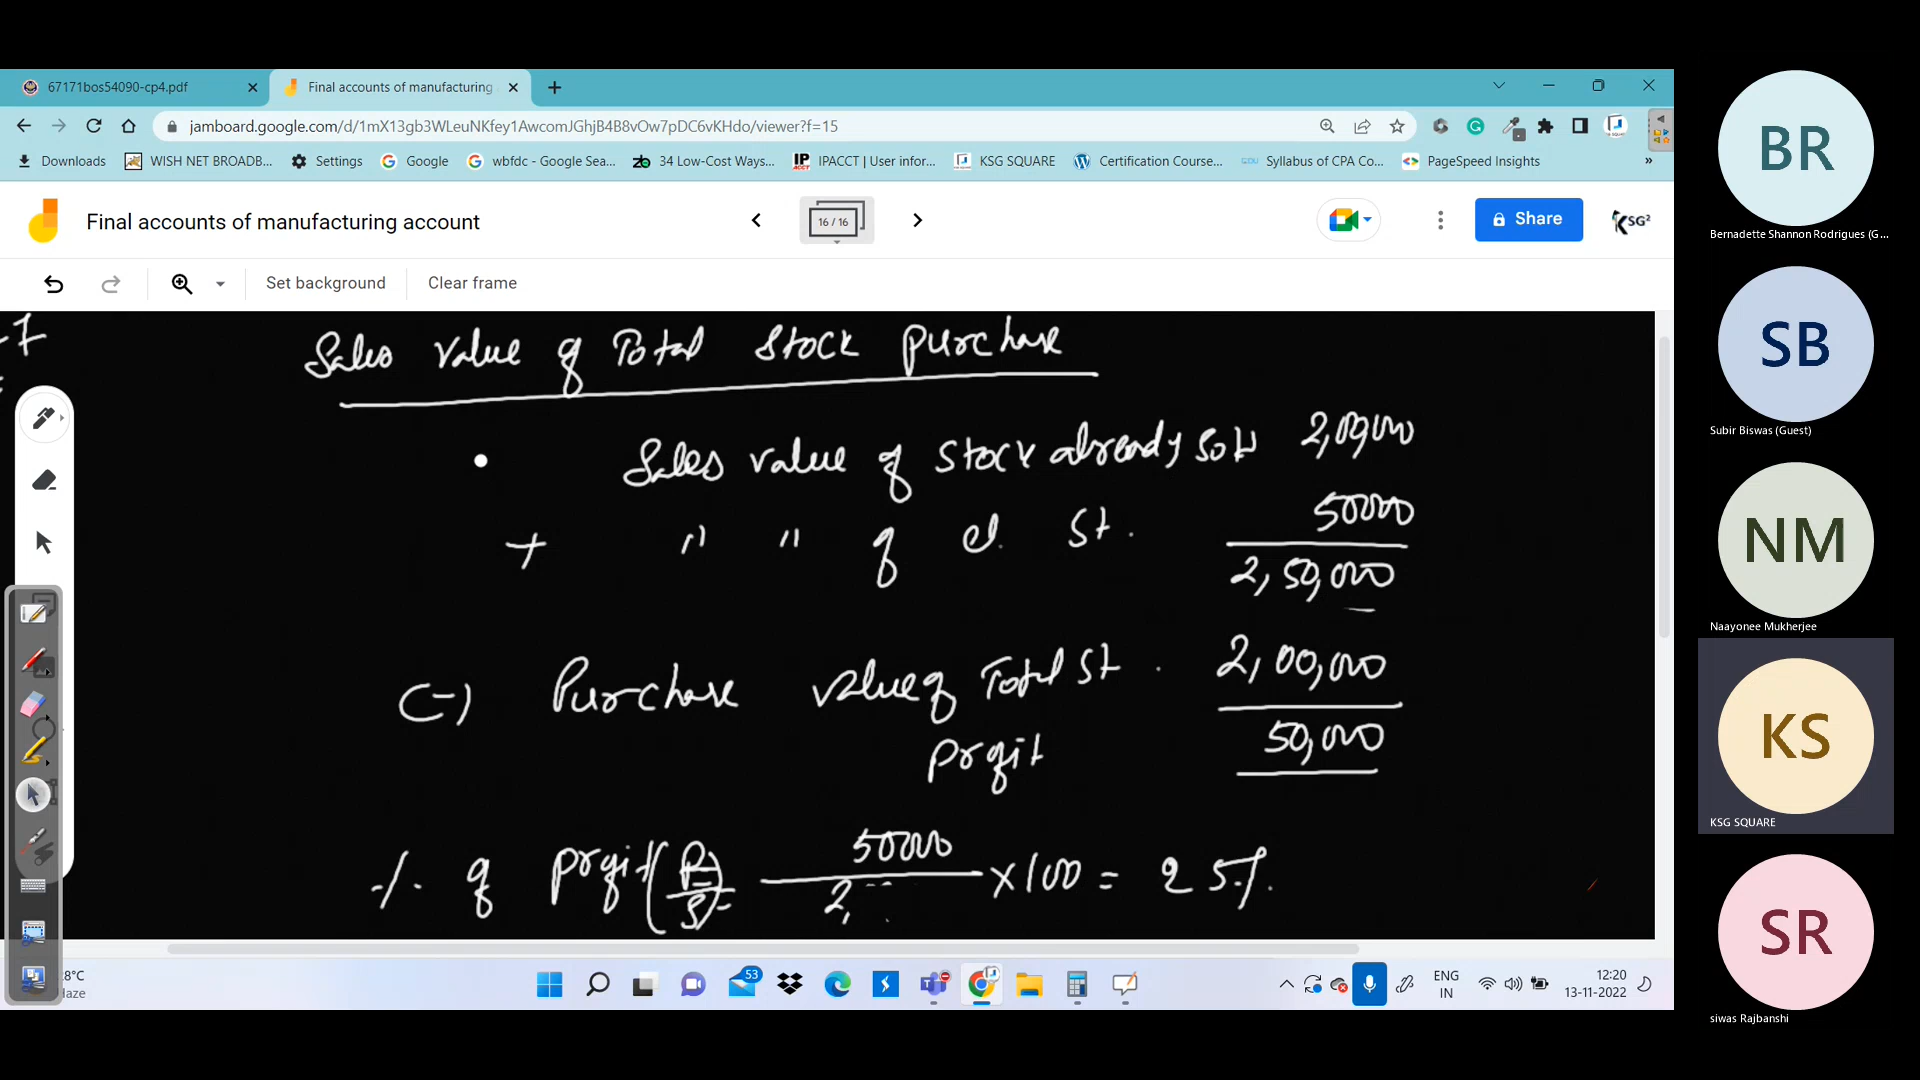 67171bos54090-cp4.pdf
Final accounts of manufacturing
jamboard.google.com/d/1mX13gb3WLeuNKfey1AwcomJGhjB4B8vOw7pDC6vKHdo/viewer?f=15
Downloads WISH NET BROADB... Settings Google wbfdc - Google Sea... 34 Low-Cost Ways... IPACCT | User infor... KSG SQUARE Certification Course... Syllabus of CPA Co... PageSpeed Insights »
Final accounts of manufacturing account
16 / 16
Share
KSG²
Set background Clear frame
-7
Sales Value of Total Stock purchase
Sales value of Stock already sold 2,00,000
+ " " of cl. St. 50000
2,50,000
(-) Purchase value of Total St. 2,00,000
profit 50,000
% of profit (P/S) = 50000 / 2, × 100 = 25%.
8°C
Haze
53
ENG
IN
12:20
13-11-2022
BR
Bernadette Shannon Rodrigues (G...
SB
Subir Biswas (Guest)
NM
Naayonee Mukherjee
KS
KSG SQUARE
SR
siwas Rajbanshi